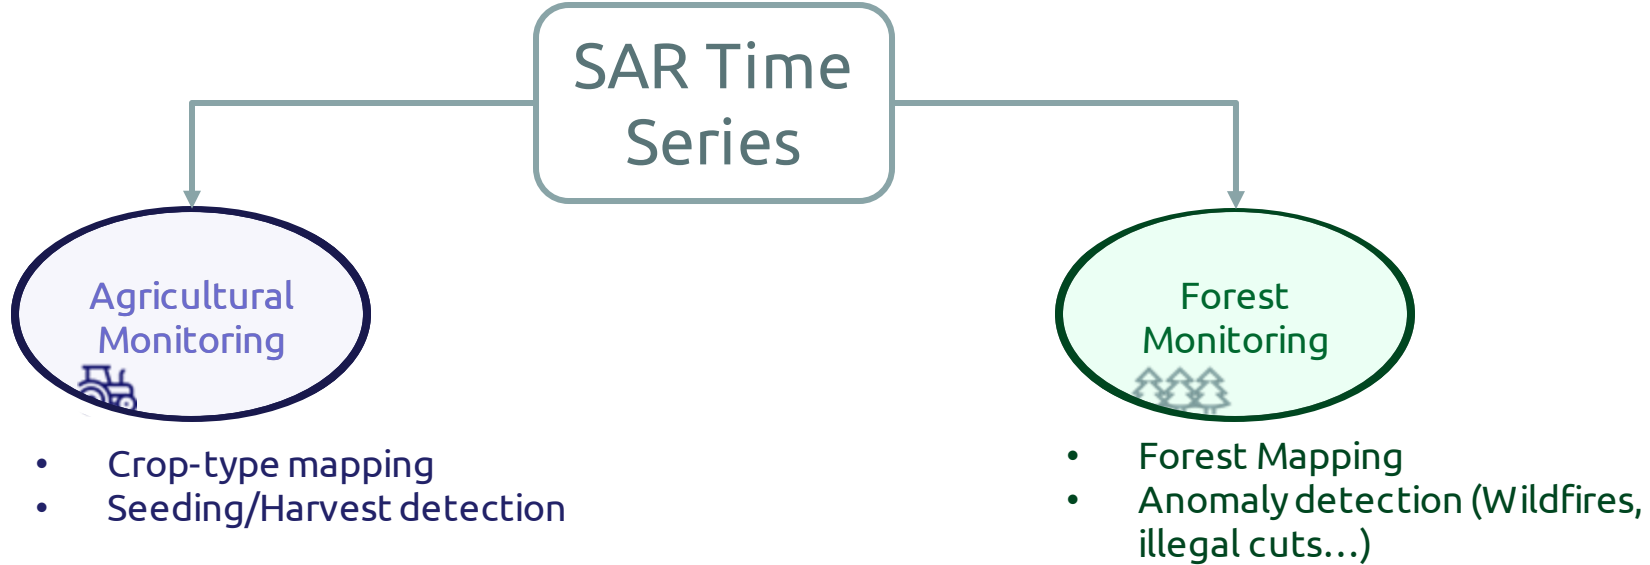 SAR Time
Series
Agricultural
Monitoring
• Crop-type mapping
• Seeding/Harvest detection
Forest
Monitoring
• Forest Mapping
• Anomaly detection (Wildfires,
illegal cuts...)